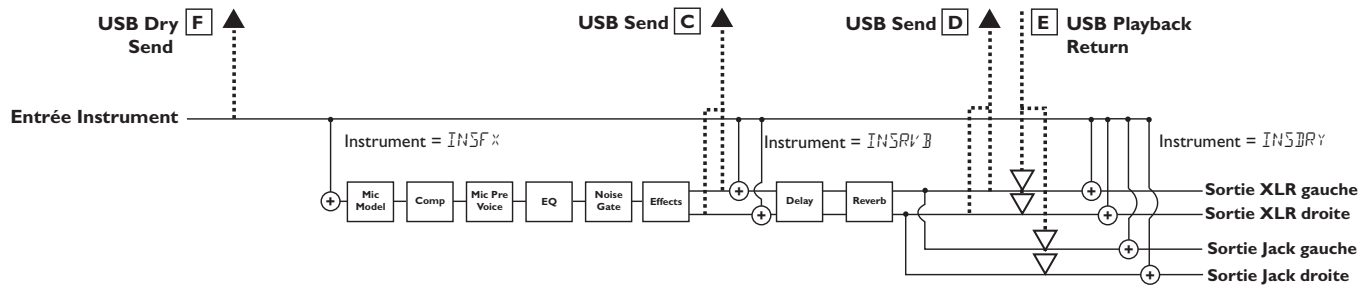 USB Dry Send F
USB Send C
USB Send D
E USB Playback Return
Entrée Instrument
Instrument = INSFX
Instrument = INSRVB
Instrument = INSDRY
Mic Model
Comp
Mic Pre Voice
EQ
Noise Gate
Effects
Delay
Reverb
Sortie XLR gauche
Sortie XLR droite
Sortie Jack gauche
Sortie Jack droite